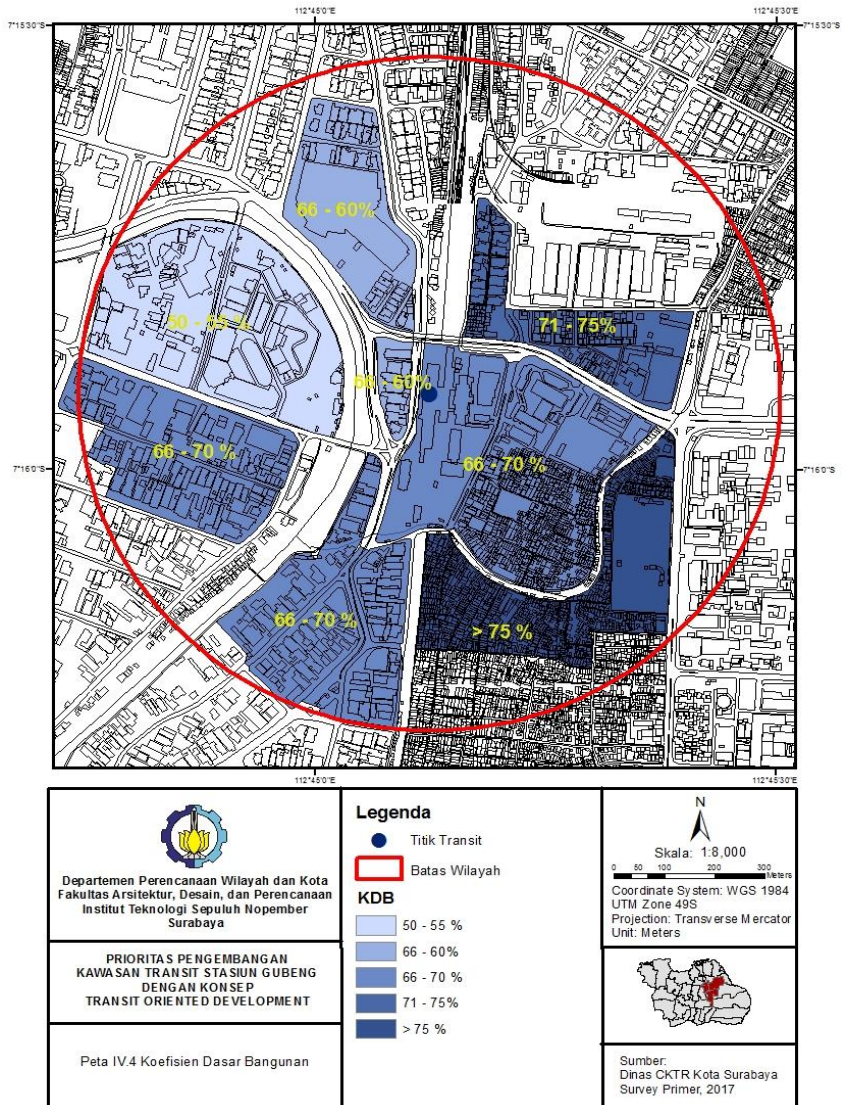 112°45'0"E
112°45'30"E
7°15'30"S
7°15'30"S
66 - 60%
50 - 55 %
71 - 75%
66 - 60%
66 - 70 %
66 - 70 %
7°16'0"S
7°16'0"S
66 - 70 %
> 75 %
112°45'0"E
112°45'30"E
Departemen Perencanaan Wilayah dan Kota
Fakultas Arsitektur, Desain, dan Perencanaan
Institut Teknologi Sepuluh Nopember
Surabaya
PRIORITAS PENGEMBANGAN
KAWASAN TRANSIT STASIUN GUBENG
DENGAN KONSEP
TRANSIT ORIENTED DEVELOPMENT
Peta IV.4 Koefisien Dasar Bangunan
Legenda
Titik Transit
Batas Wilayah
KDB
50 - 55 %
66 - 60%
66 - 70 %
71 - 75%
> 75 %
N
Skala: 1:8,000
0 50 100 200 300
Meters
Coordinate System: WGS 1984
UTM Zone 49S
Projection: Transverse Mercator
Unit: Meters
Sumber:
Dinas CKTR Kota Surabaya
Survey Primer, 2017